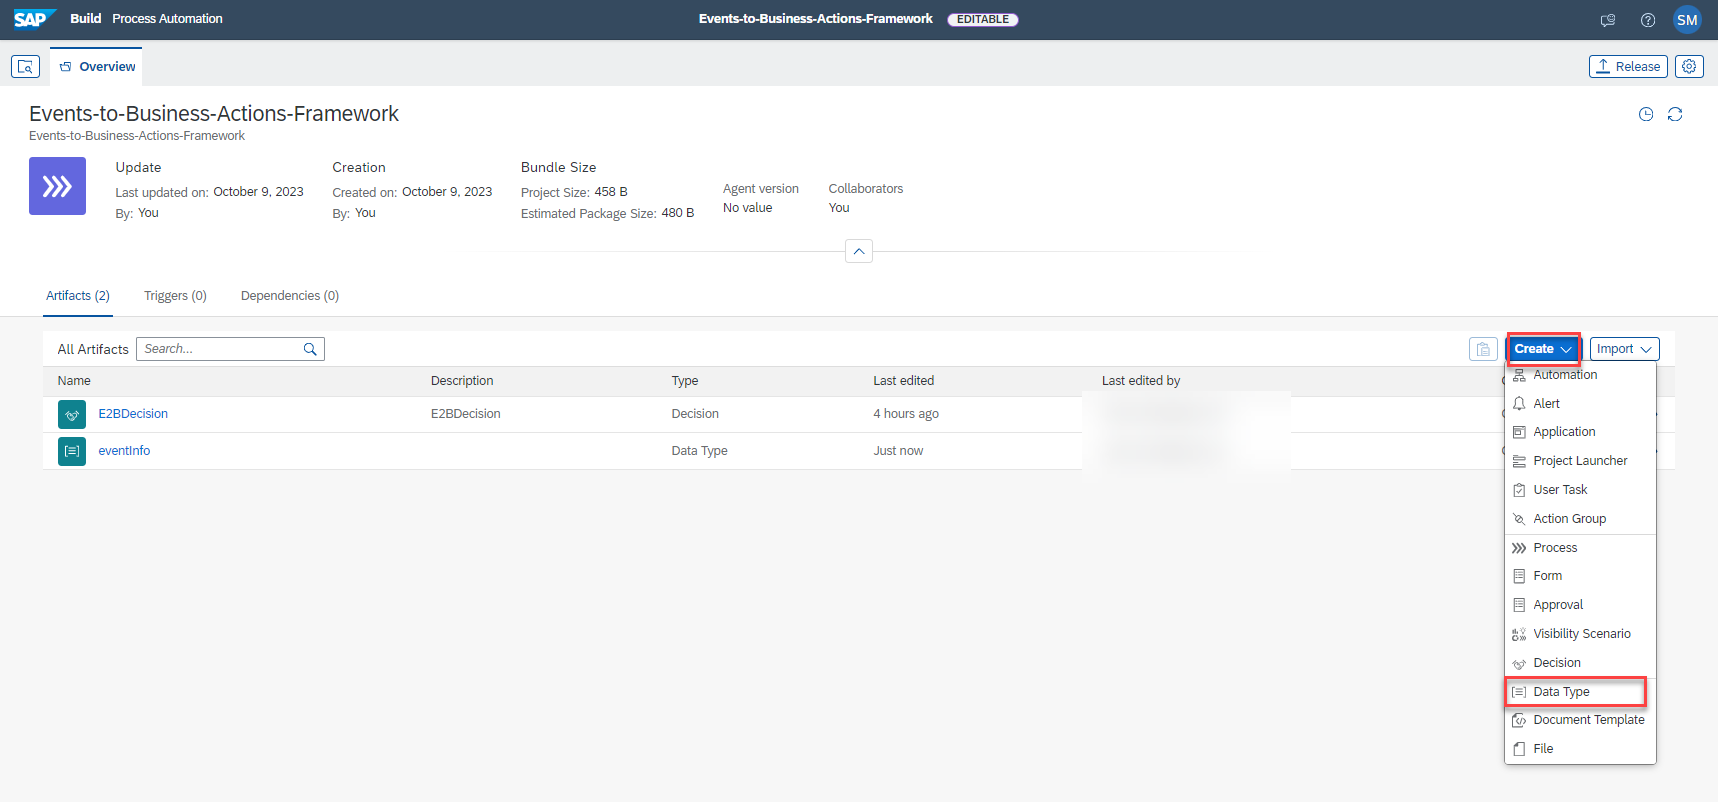 SAP Build Process Automation Events-to-Business-Actions-Framework EDITABLE SM
Overview Release
Events-to-Business-Actions-Framework
Events-to-Business-Actions-Framework
Update Creation Bundle Size
Last updated on: October 9, 2023 Created on: October 9, 2023 Project Size: 458 B Agent version Collaborators
By: You By: You Estimated Package Size: 480 B No value You
Artifacts (2) Triggers (0) Dependencies (0)
All Artifacts Search... Create Import
Name Description Type Last edited Last edited by
E2BDecision E2BDecision Decision 4 hours ago
eventInfo Data Type Just now
Automation
Alert
Application
Project Launcher
User Task
Action Group
Process
Form
Approval
Visibility Scenario
Decision
Data Type
Document Template
File